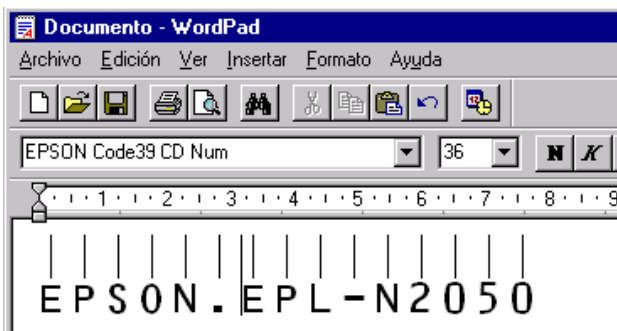 Documento - WordPad
Archivo Edición Ver Insertar Formato Ayuda
EPSON Code39 CD Num 36 N K
1 2 3 4 5 6 7 8 9
EPSON.EPL-N2050